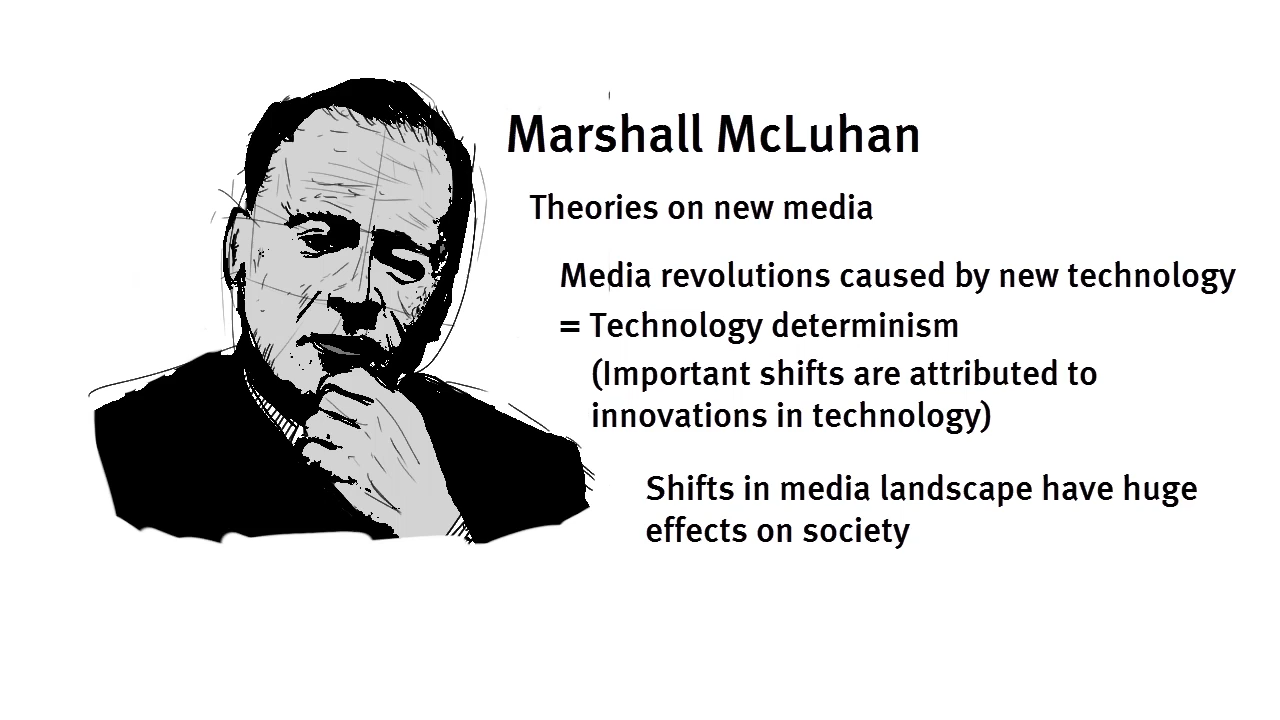 Marshall McLuhan
Theories on new media
Media revolutions caused by new technology
= Technology determinism
(Important shifts are attributed to
innovations in technology)
Shifts in media landscape have huge
effects on society